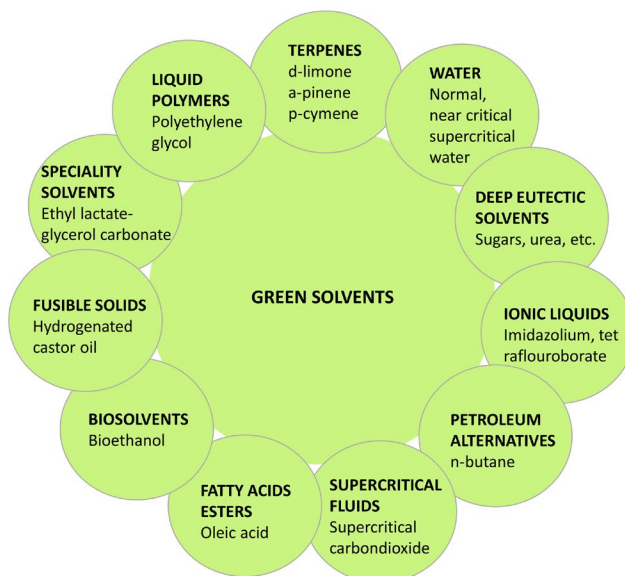 TERPENES
d-limone
a-pinene
p-cymene
WATER
Normal,
near critical
supercritical
water
DEEP EUTECTIC
SOLVENTS
Sugars, urea, etc.
IONIC LIQUIDS
Imidazolium, tet
raflouroborate
PETROLEUM
ALTERNATIVES
n-butane
SUPERCRITICAL
FLUIDS
Supercritical
carbondioxide
FATTY ACIDS
ESTERS
Oleic acid
BIOSOLVENTS
Bioethanol
FUSIBLE SOLIDS
Hydrogenated
castor oil
SPECIALITY
SOLVENTS
Ethyl lactate-
glycerol carbonate
LIQUID
POLYMERS
Polyethylene
glycol
GREEN SOLVENTS